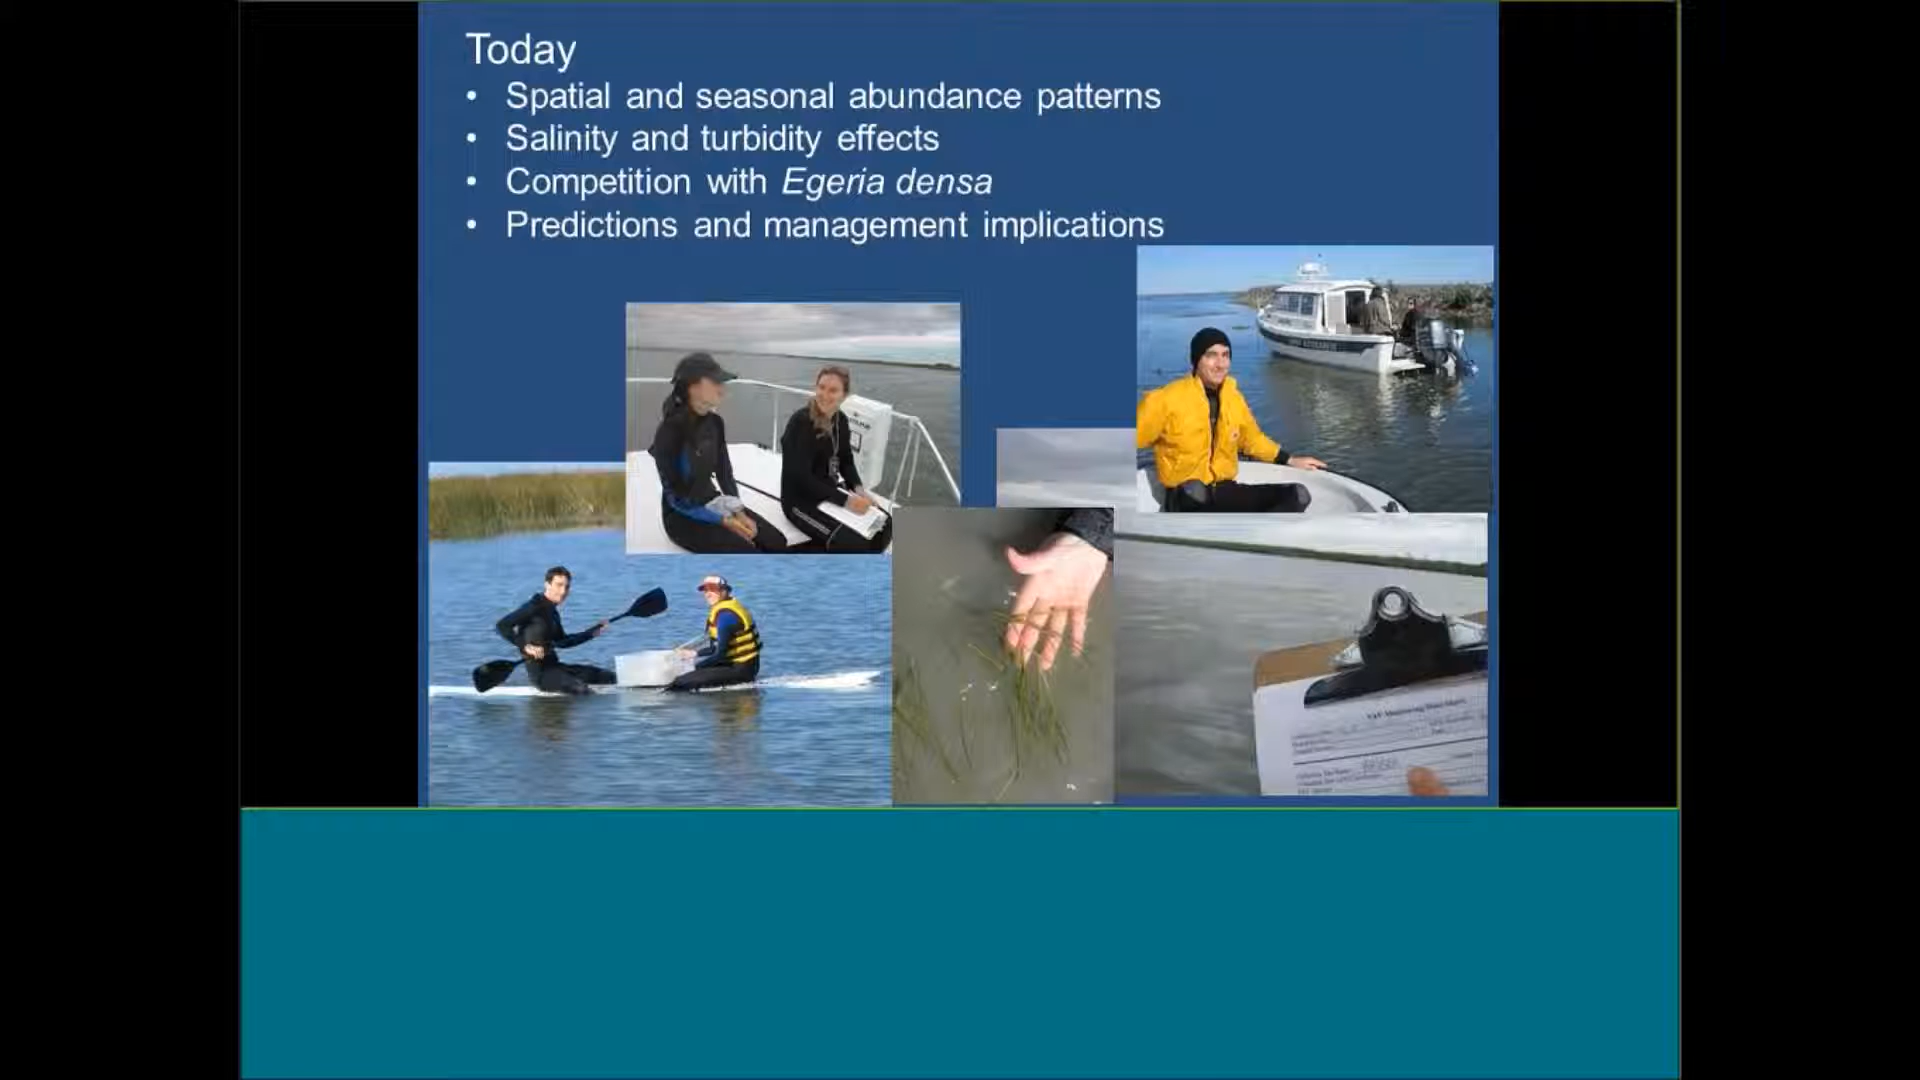 Today
• Spatial and seasonal abundance patterns
• Salinity and turbidity effects
• Competition with Egeria densa
• Predictions and management implications